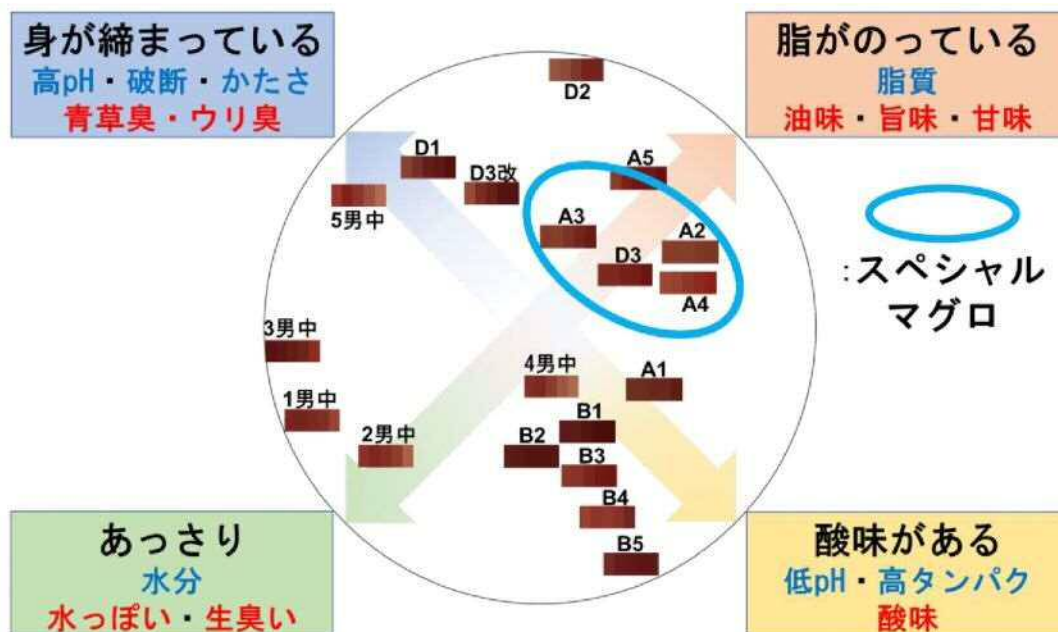 身が締まっている
高pH・破断・かたさ
青草臭・ウリ臭
脂がのっている
脂質
油味・旨味・甘味
D2
D1
D3改
5男中
A5
A3
A2
D3
A4
:スペシャル
マグロ
3男中
1男中
2男中
4男中
A1
B1
B2
B3
B4
B5
あっさり
水分
水っぽい・生臭い
酸味がある
低pH・高タンパク
酸味